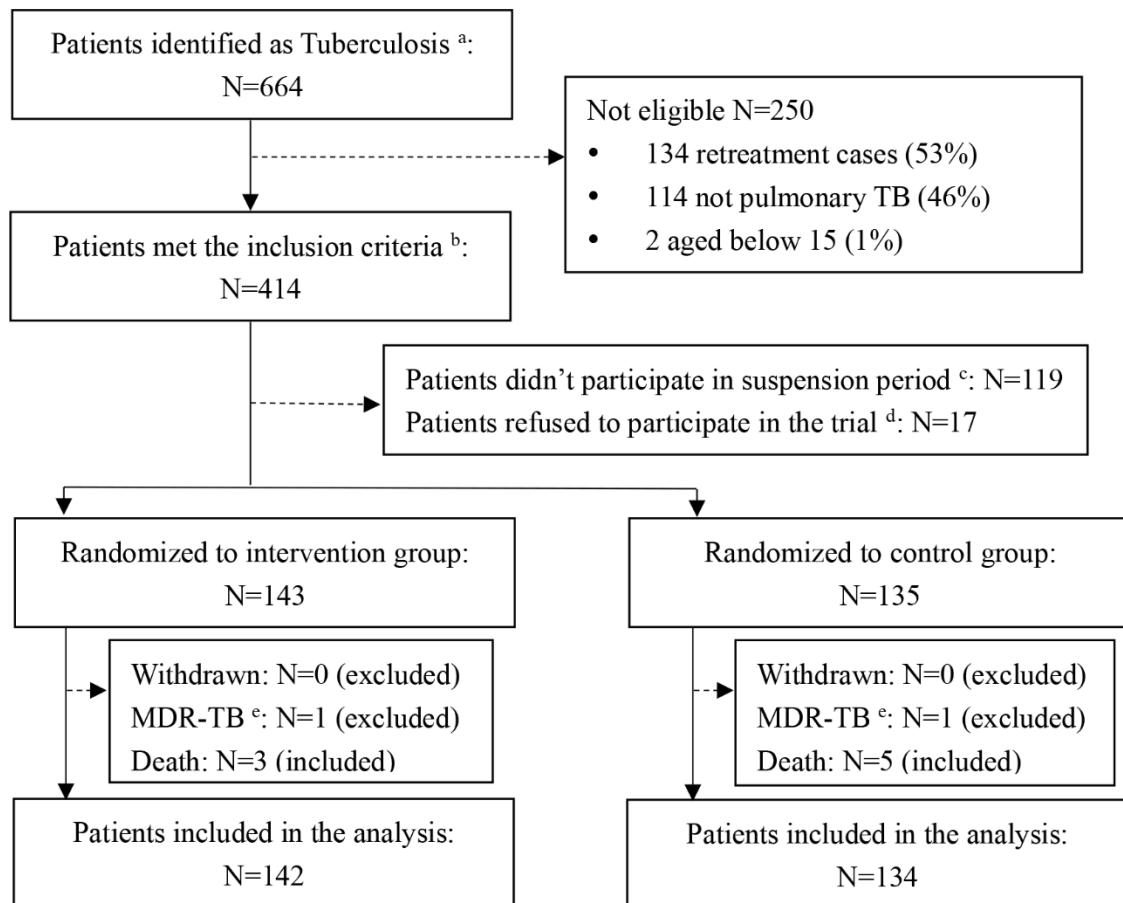 Patients identified as Tuberculosis ᵃ:
N=664
Not eligible N=250
• 134 retreatment cases (53%)
• 114 not pulmonary TB (46%)
• 2 aged below 15 (1%)
Patients met the inclusion criteria ᵇ:
N=414
Patients didn’t participate in suspension period ᶜ: N=119
Patients refused to participate in the trial ᵈ: N=17
Randomized to intervention group:
N=143
Randomized to control group:
N=135
Withdrawn: N=0 (excluded)
MDR-TB ᵉ: N=1 (excluded)
Death: N=3 (included)
Withdrawn: N=0 (excluded)
MDR-TB ᵉ: N=1 (excluded)
Death: N=5 (included)
Patients included in the analysis:
N=142
Patients included in the analysis:
N=134